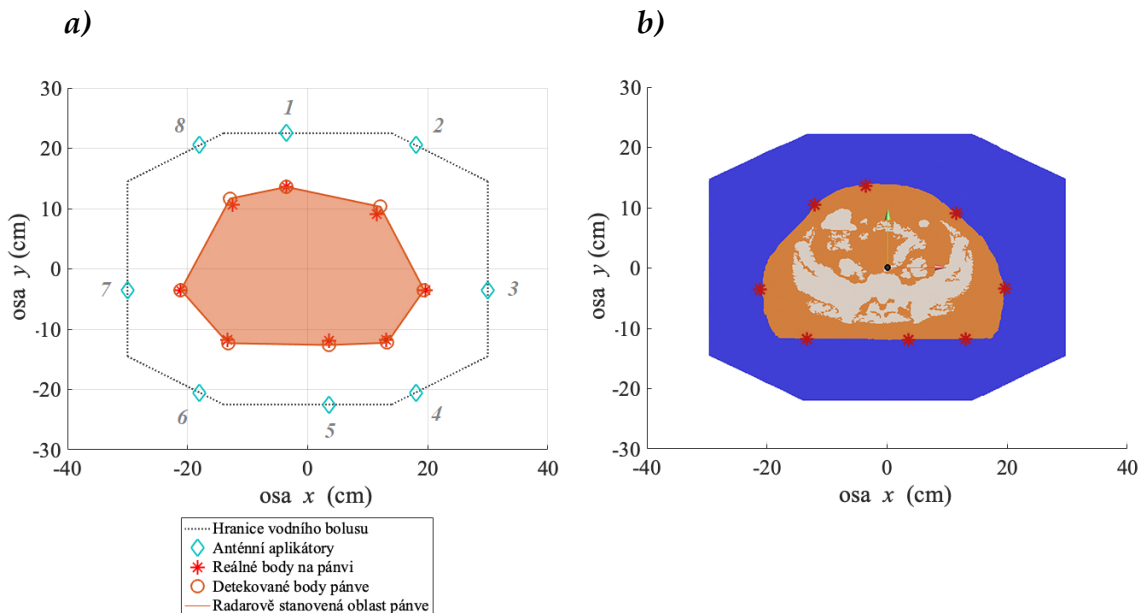 a)
b)
30
20
10
0
-10
-20
-30
-40
-20
0
20
40
osa y (cm)
osa x (cm)
1
2
3
4
5
6
7
8
Hranice vodního bolusu
Anténní aplikátory
Reálné body na pánvi
Detekované body pánve
Radarově stanovená oblast pánve
30
20
10
0
-10
-20
-30
-40
-20
0
20
40
osa y (cm)
osa x (cm)